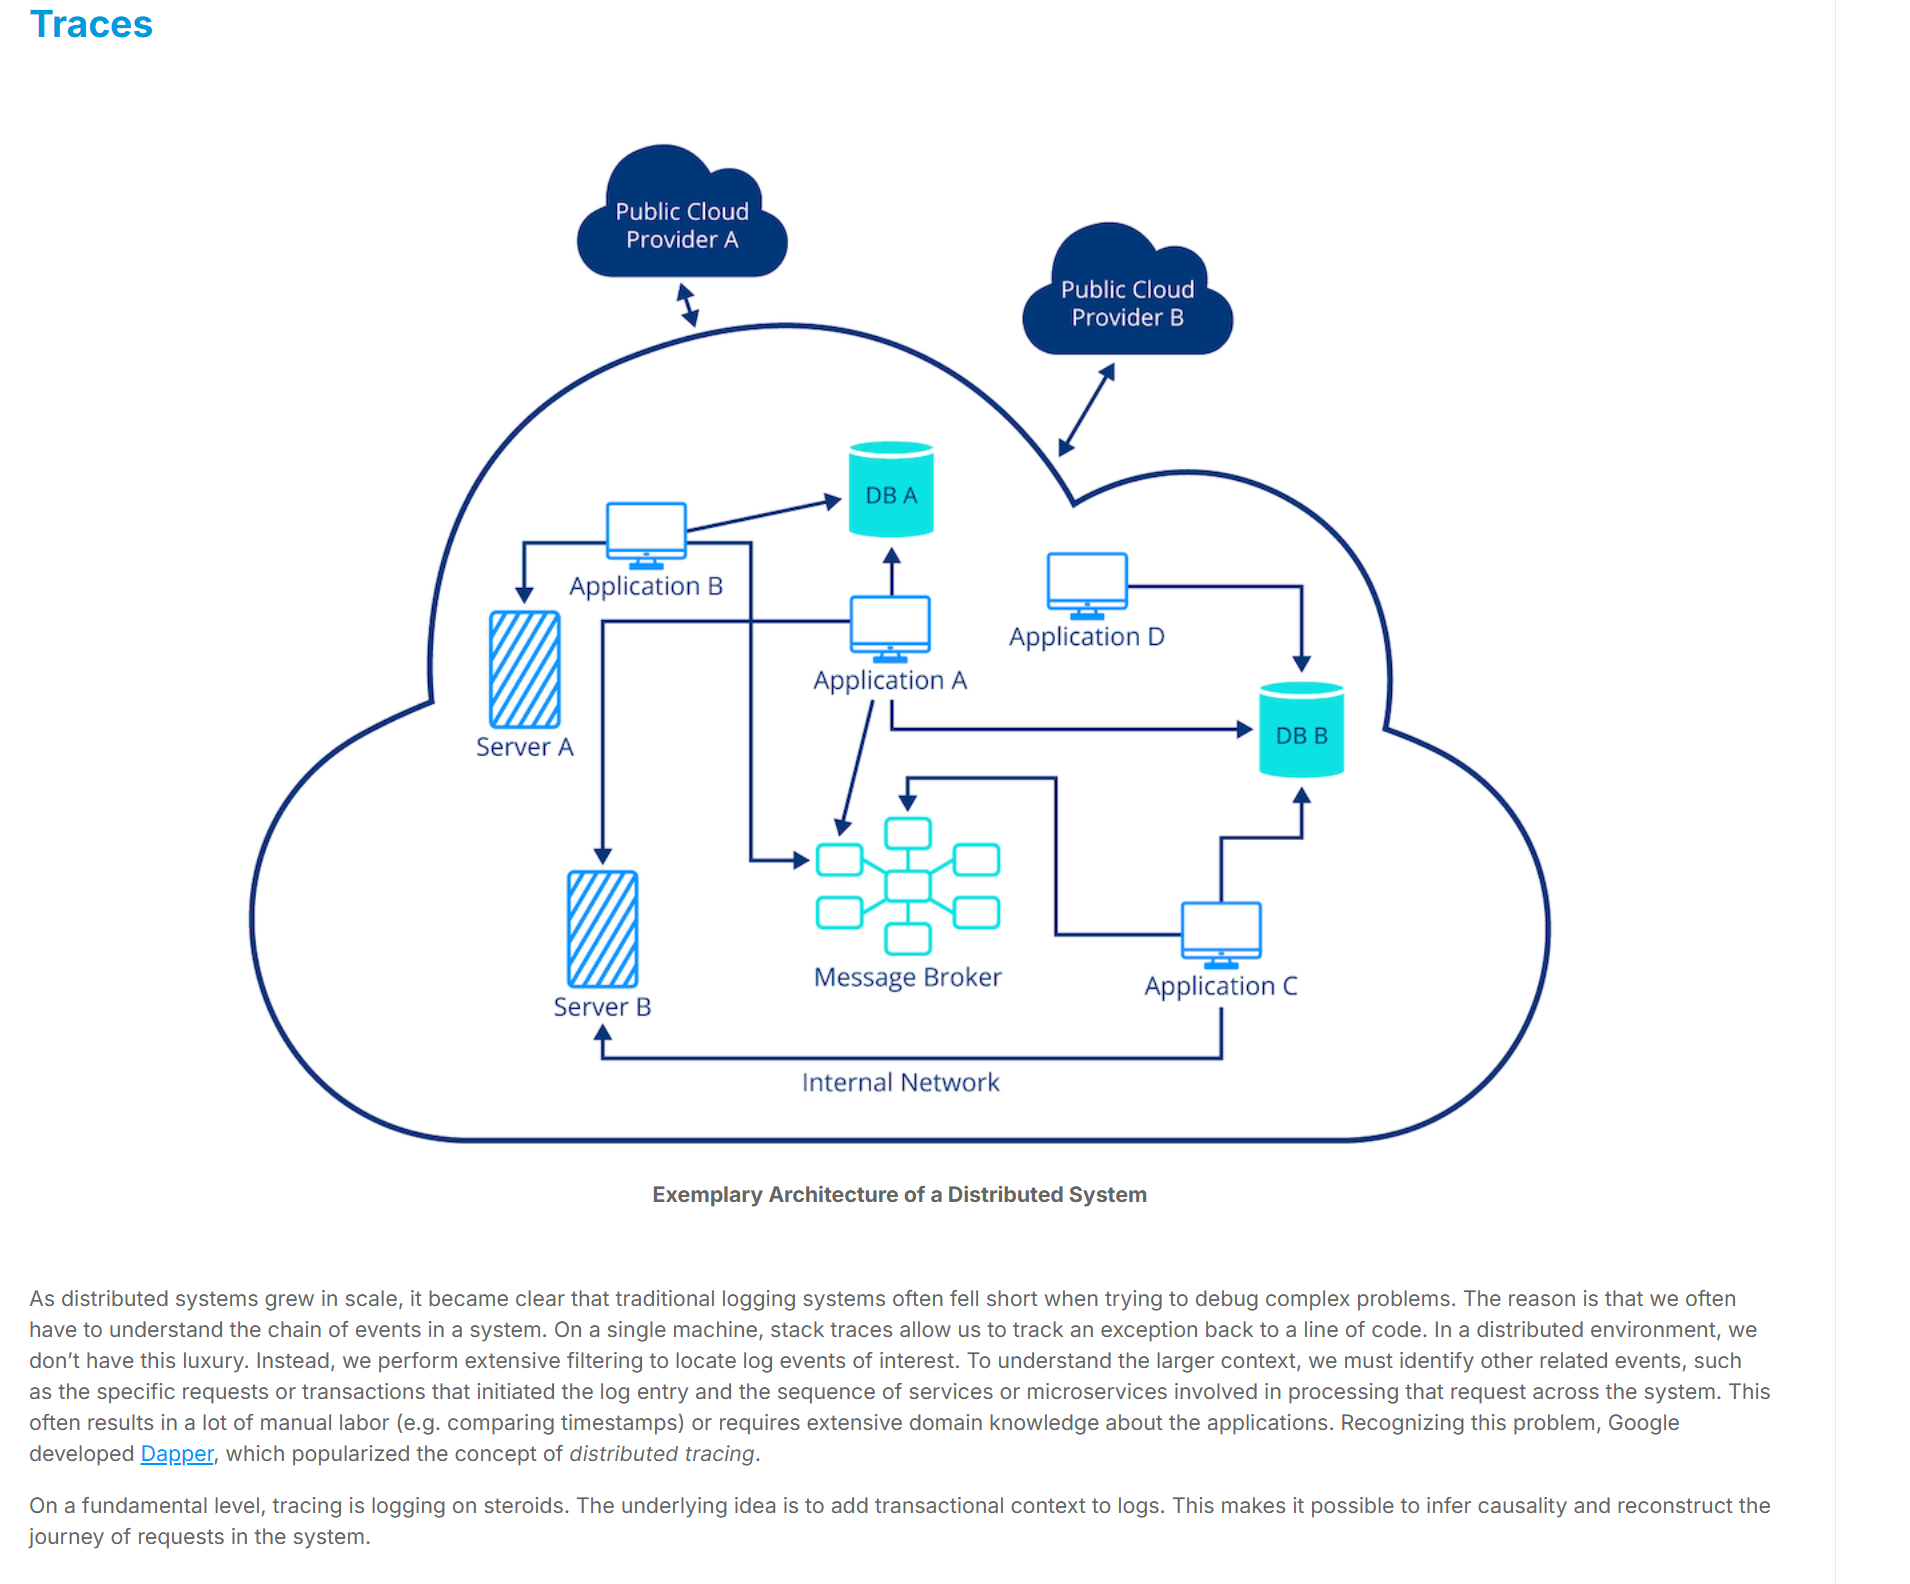 Traces
Public Cloud
Provider A
Public Cloud
Provider B
DB A
Application B
Application D
Application A
DB B
Server A
Message Broker
Application C
Server B
Internal Network
Exemplary Architecture of a Distributed System
As distributed systems grew in scale, it became clear that traditional logging systems often fell short when trying to debug complex problems. The reason is that we often
have to understand the chain of events in a system. On a single machine, stack traces allow us to track an exception back to a line of code. In a distributed environment, we
don’t have this luxury. Instead, we perform extensive filtering to locate log events of interest. To understand the larger context, we must identify other related events, such
as the specific requests or transactions that initiated the log entry and the sequence of services or microservices involved in processing that request across the system. This
often results in a lot of manual labor (e.g. comparing timestamps) or requires extensive domain knowledge about the applications. Recognizing this problem, Google
developed Dapper, which popularized the concept of distributed tracing.
On a fundamental level, tracing is logging on steroids. The underlying idea is to add transactional context to logs. This makes it possible to infer causality and reconstruct the
journey of requests in the system.